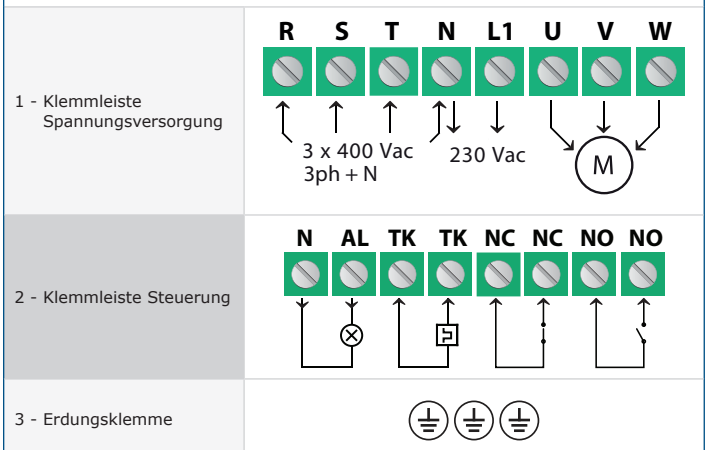 R S T N L1 U V W
1 - Klemmleiste
Spannungsversorgung
3 x 400 Vac
3ph + N
230 Vac
M
N AL TK TK NC NC NO NO
2 - Klemmleiste Steuerung
3 - Erdungsklemme